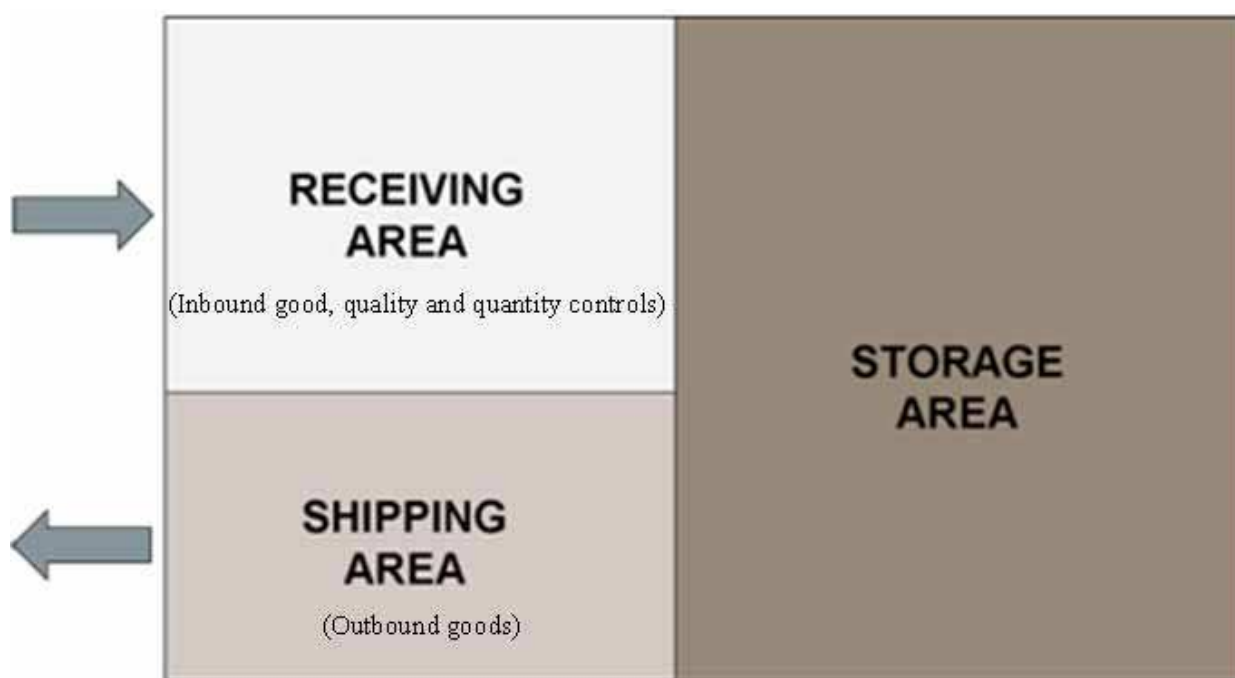 RECEIVING
AREA
(Inbound good, quality and quantity controls)
STORAGE
AREA
SHIPPING
AREA
(Outbound goods)